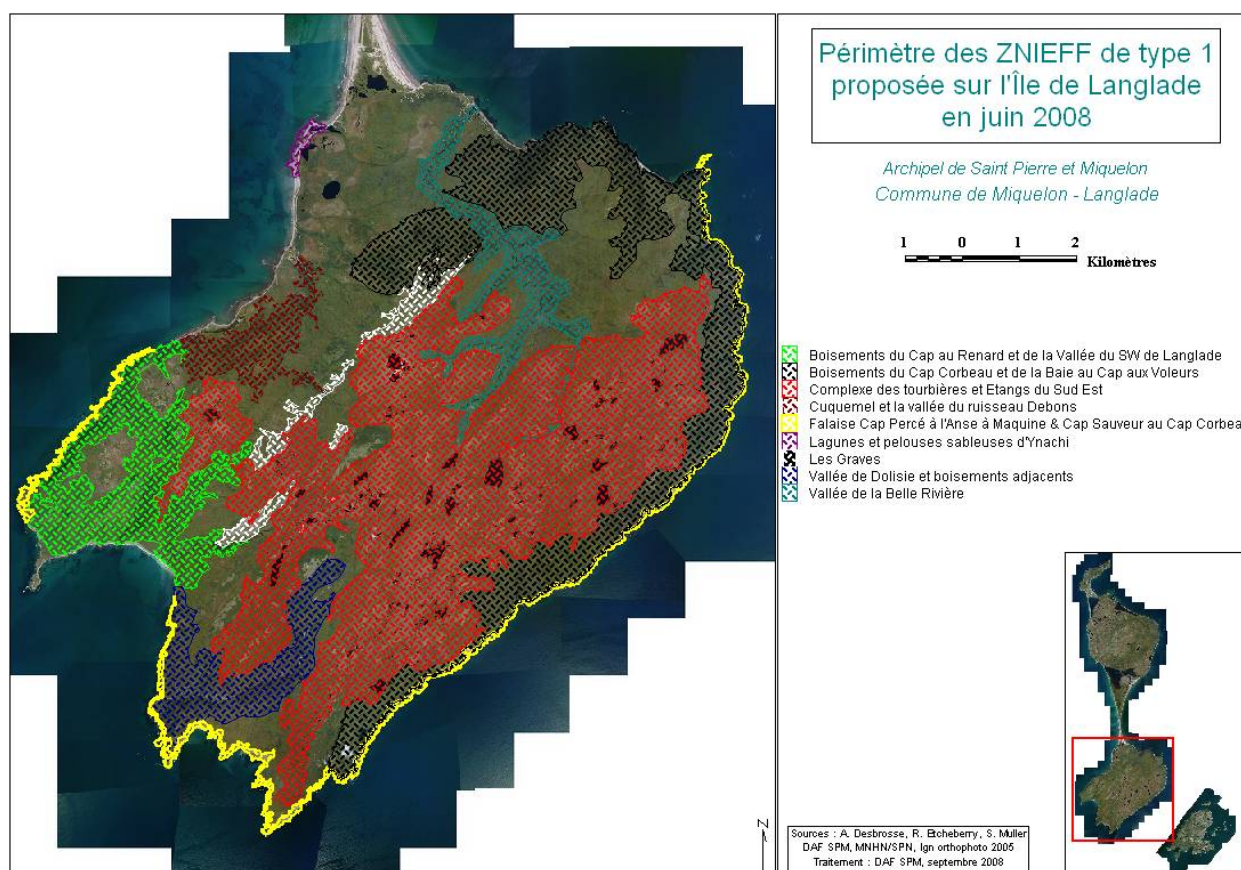 Périmètre des ZNIEFF de type 1
proposée sur l'Île de Langlade
en juin 2008
Archipel de Saint Pierre et Miquelon
Commune de Miquelon - Langlade
1 0 1 2
Kilomètres
Boisements du Cap au Renard et de la Vallée du SW de Langlade
Boisements du Cap Corbeau et de la Baie au Cap aux Voleurs
Complexe des tourbières et Etangs du Sud Est
Cuquemel et la vallée du ruisseau Debons
Falaise Cap Percé à l'Anse à Maquine & Cap Sauveur au Cap Corbea
Lagunes et pelouses sableuses d'Ynachi
Les Graves
Vallée de Dolisie et boisements adjacents
Vallée de la Belle Rivière
Z
Sources : A. Desbrosse, R. Etcheberry, S. Muller
DAF SPM, MNHN/SPN, Ign orthophoto 2005
Traitement : DAF SPM, septembre 2008